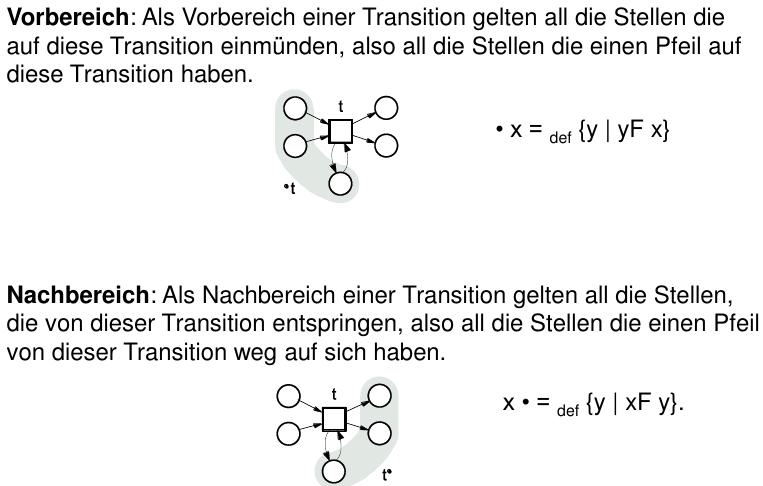 Vorbereich: Als Vorbereich einer Transition gelten all die Stellen die
auf diese Transition einmünden, also all die Stellen die einen Pfeil auf
diese Transition haben.
t
• x = def {y | yF x}
•t
Nachbereich: Als Nachbereich einer Transition gelten all die Stellen,
die von dieser Transition entspringen, also all die Stellen die einen Pfeil
von dieser Transition weg auf sich haben.
t
x • = def {y | xF y}.
t•